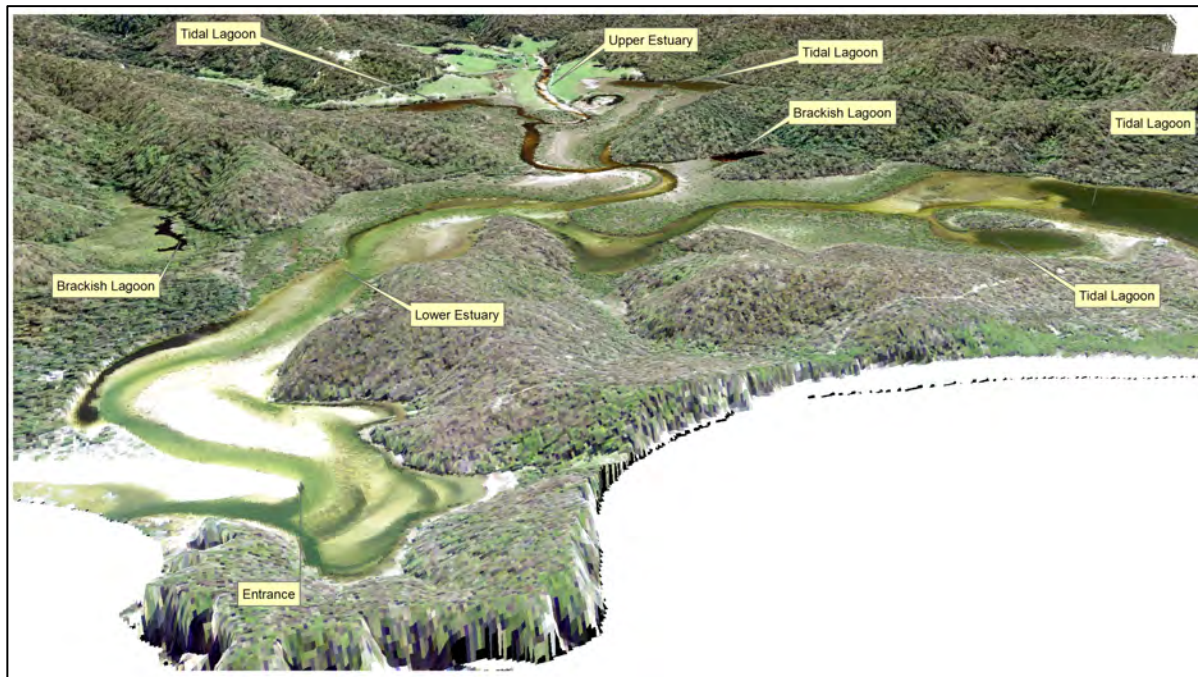 Tidal Lagoon
Upper Estuary
Tidal Lagoon
Brackish Lagoon
Tidal Lagoon
Brackish Lagoon
Lower Estuary
Tidal Lagoon
Entrance